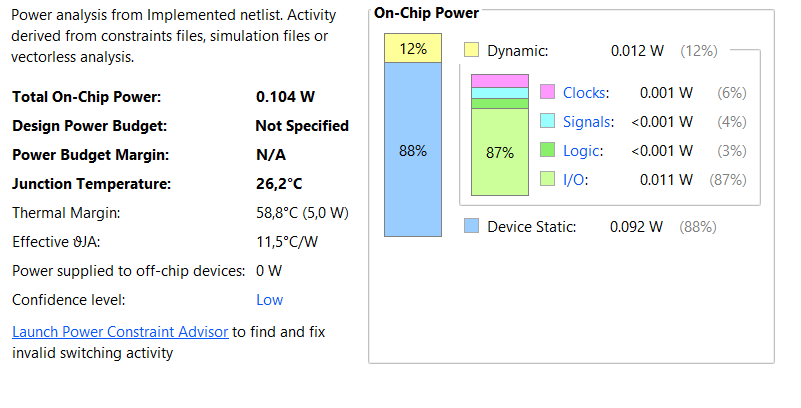 Power analysis from Implemented netlist. Activity
derived from constraints files, simulation files or
vectorless analysis.
Total On-Chip Power: 0.104 W
Design Power Budget: Not Specified
Power Budget Margin: N/A
Junction Temperature: 26,2°C
Thermal Margin: 58,8°C (5,0 W)
Effective ϑJA: 11,5°C/W
Power supplied to off-chip devices: 0 W
Confidence level: Low
Launch Power Constraint Advisor to find and fix
invalid switching activity
On-Chip Power
12%
88%
Dynamic: 0.012 W (12%)
87%
Clocks: 0.001 W (6%)
Signals: <0.001 W (4%)
Logic: <0.001 W (3%)
I/O: 0.011 W (87%)
Device Static: 0.092 W (88%)